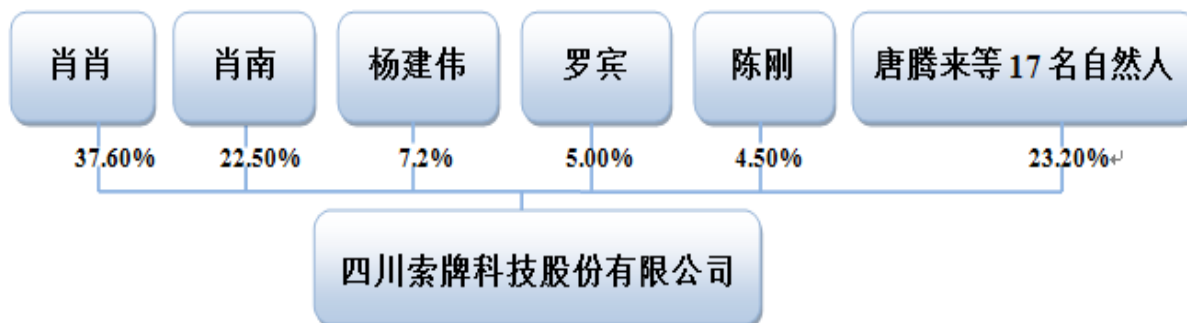 肖肖 肖南 杨建伟 罗宾 陈刚 唐腾来等 17 名自然人
37.60% 22.50% 7.2% 5.00% 4.50% 23.20%↵
四川索牌科技股份有限公司